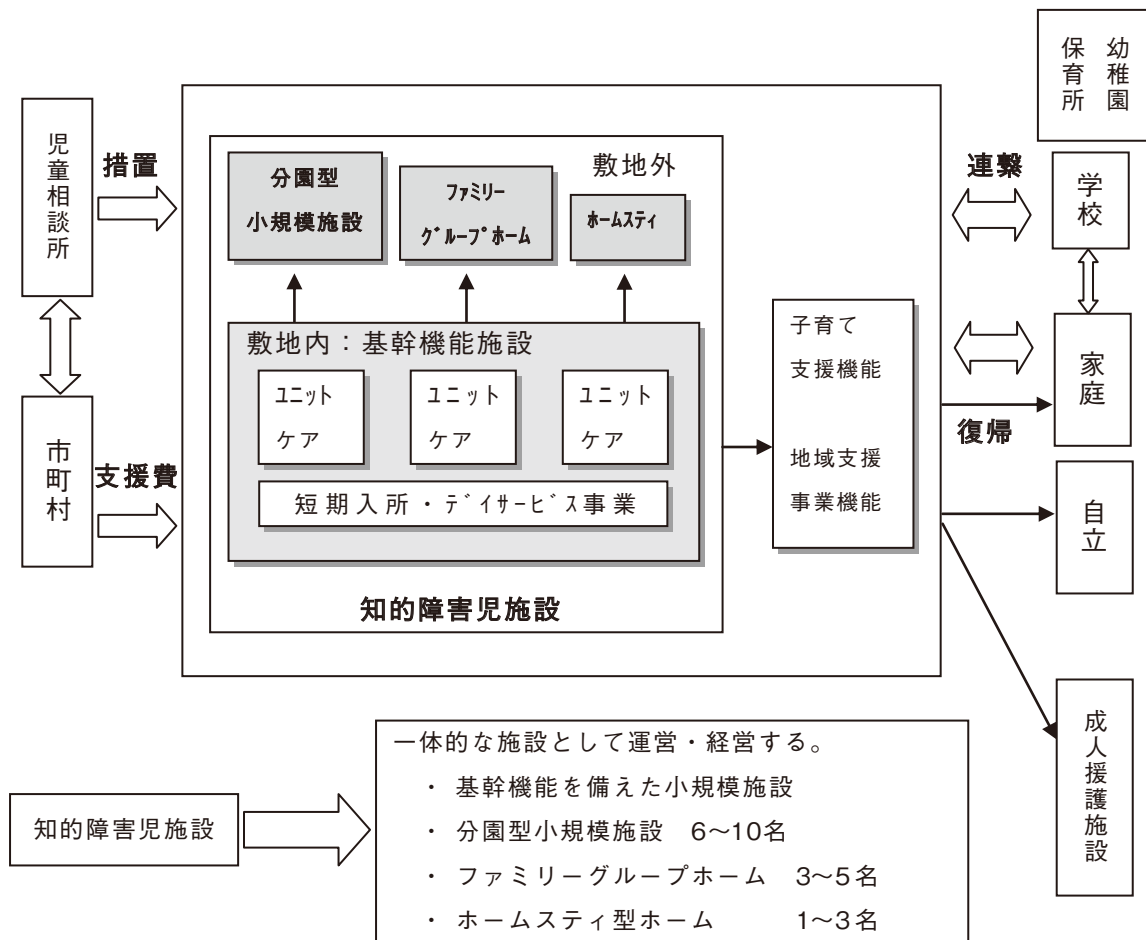 保育所
幼稚園
児童相談所
措置
分園型
小規模施設
ファミリー
グループホーム
敷地外
ホームスティ
連繋
学校
敷地内：基幹機能施設
ユニット
ケア
ユニット
ケア
ユニット
ケア
短期入所・デイサービス事業
知的障害児施設
子育て
支援機能
地域支援
事業機能
家庭
復帰
市町村
支援費
自立
成人援護施設
知的障害児施設
一体的な施設として運営・経営する。
・ 基幹機能を備えた小規模施設
・ 分園型小規模施設 6～10名
・ ファミリーグループホーム 3～5名
・ ホームスティ型ホーム 1～3名